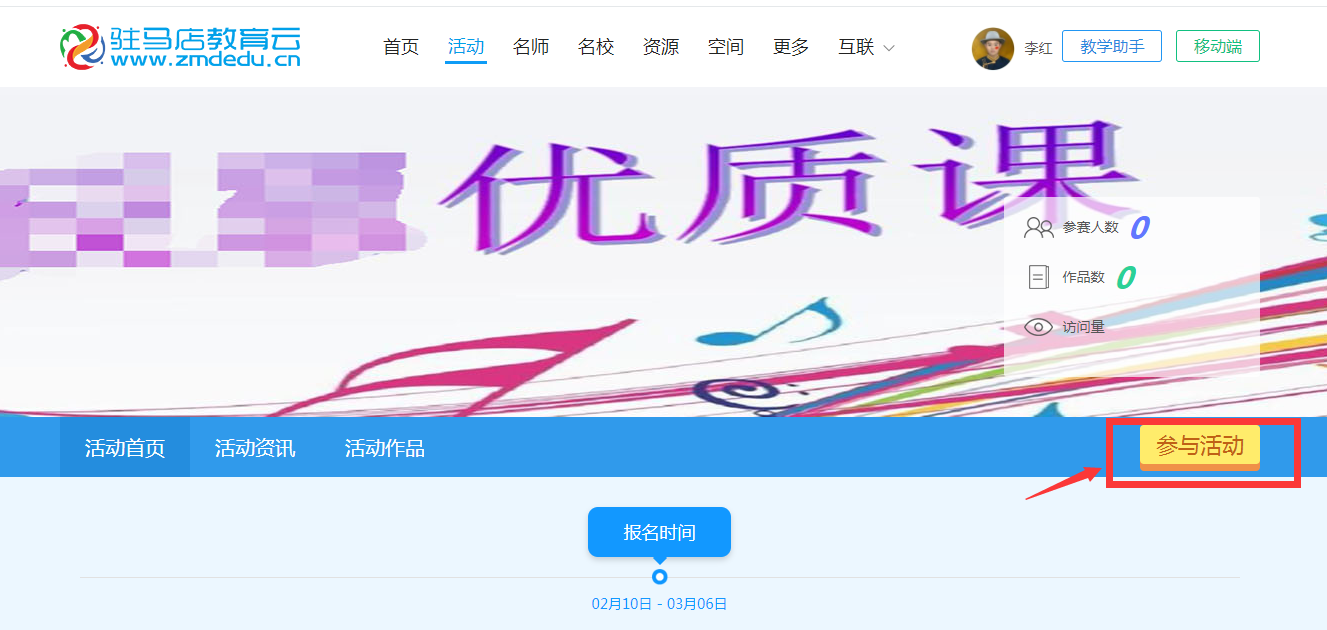 驻马店教育云
www.zmdedu.cn
首页 活动 名师 名校 资源 空间 更多 互联 李红 教学助手 移动端
优质课
参赛人数 0
作品数 0
访问量
活动首页 活动资讯 活动作品 参与活动
报名时间
02月10日 - 03月06日